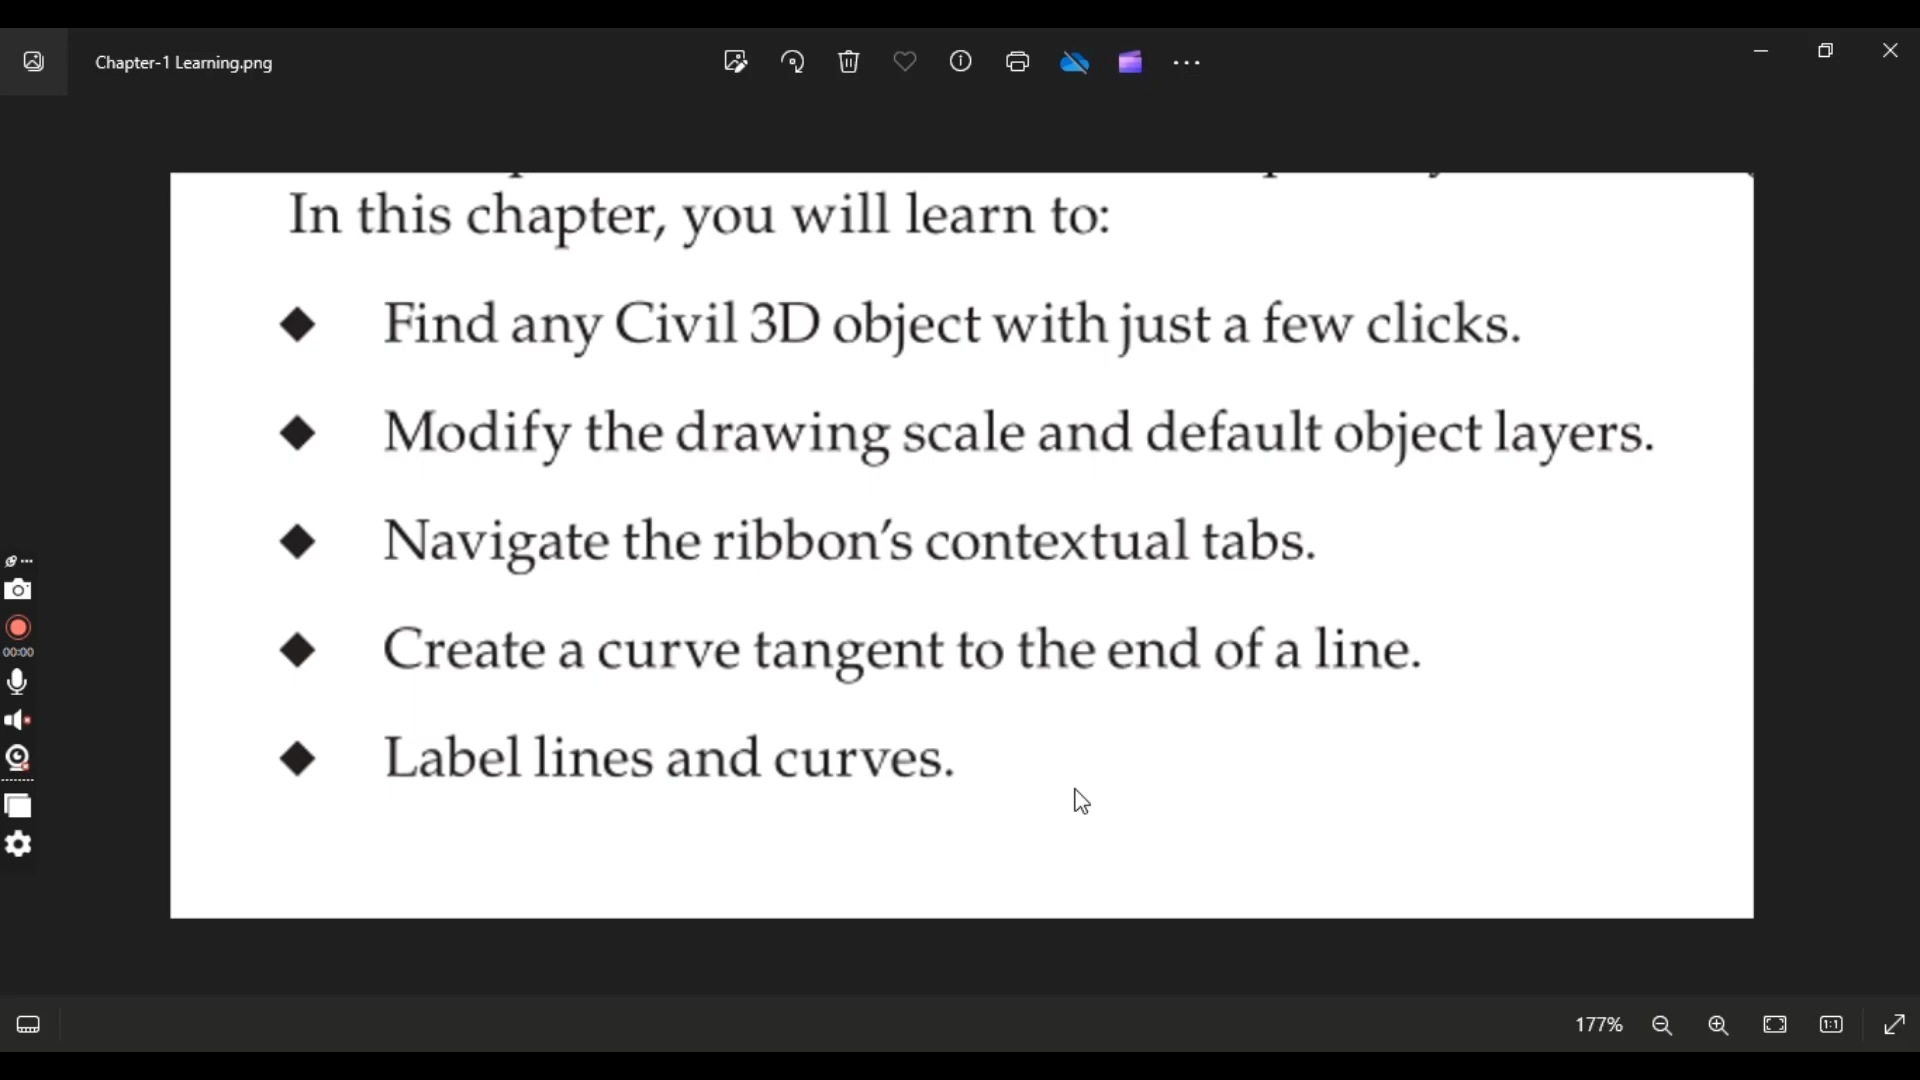 Chapter-1 Learning.png
In this chapter, you will learn to:
◆ Find any Civil 3D object with just a few clicks.
◆ Modify the drawing scale and default object layers.
◆ Navigate the ribbon’s contextual tabs.
◆ Create a curve tangent to the end of a line.
◆ Label lines and curves.
00:00
177%
1:1